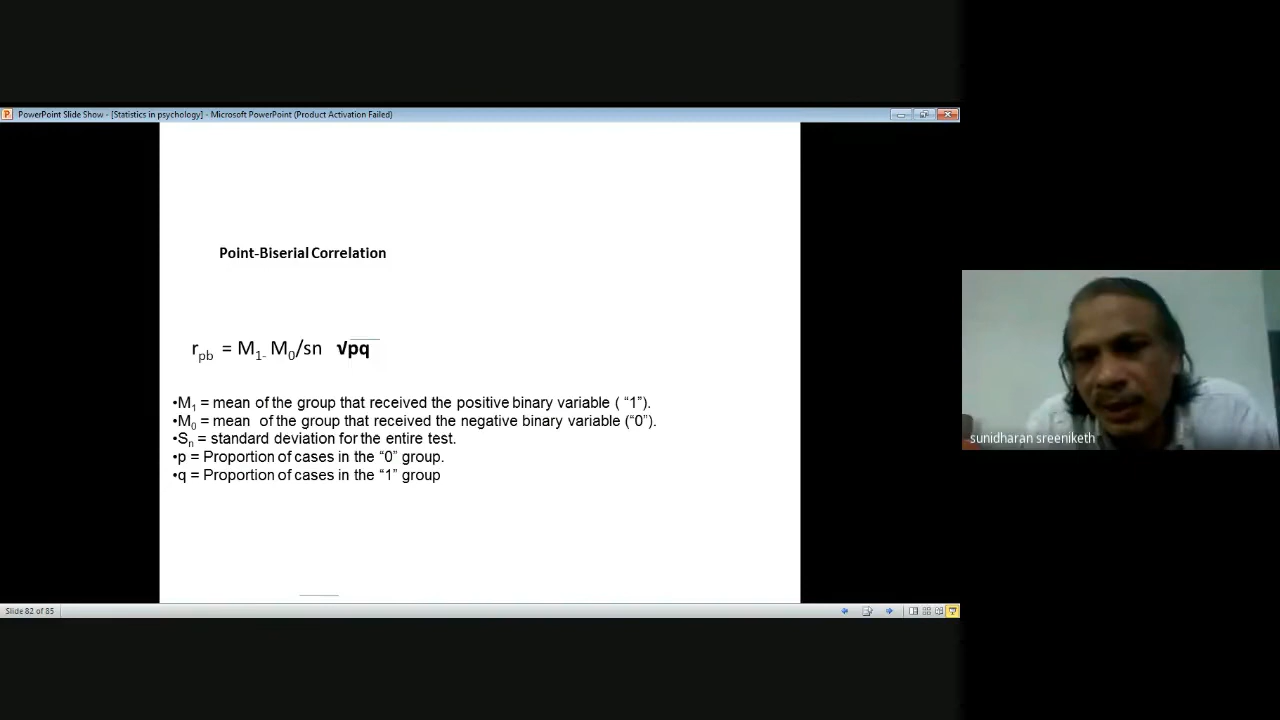 PowerPoint Slide Show - [Statistics in psychology] - Microsoft PowerPoint (Product Activation Failed)
Point-Biserial Correlation
rpb = M1- M0/sn √pq
•M1 = mean of the group that received the positive binary variable ( “1”).
•M0 = mean of the group that received the negative binary variable (“0”).
•Sn = standard deviation for the entire test.
•p = Proportion of cases in the “0” group.
•q = Proportion of cases in the “1” group
sunidharan sreeniketh
Slide 82 of 85